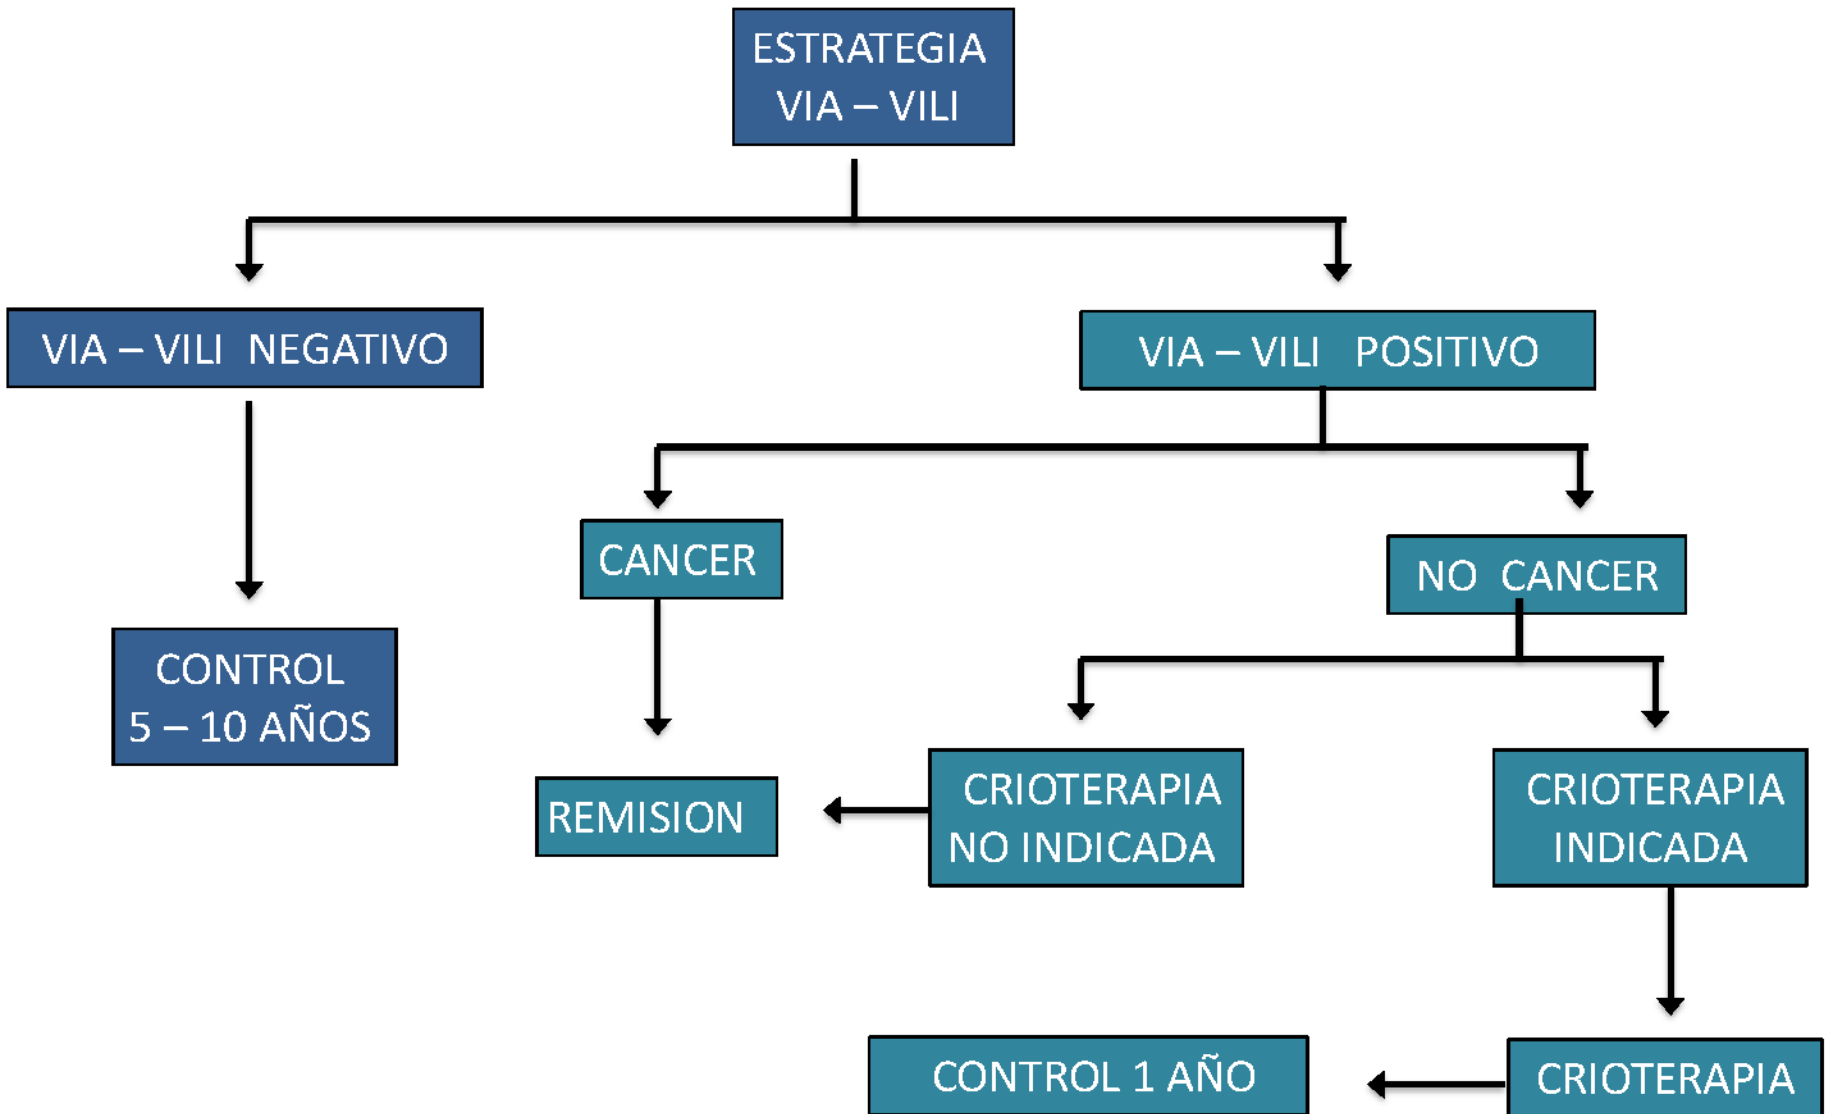 ESTRATEGIA
VIA – VILI
VIA – VILI NEGATIVO
VIA – VILI POSITIVO
CANCER
NO CANCER
CONTROL
5 – 10 AÑOS
REMISION
CRIOTERAPIA
NO INDICADA
CRIOTERAPIA
INDICADA
CONTROL 1 AÑO
CRIOTERAPIA